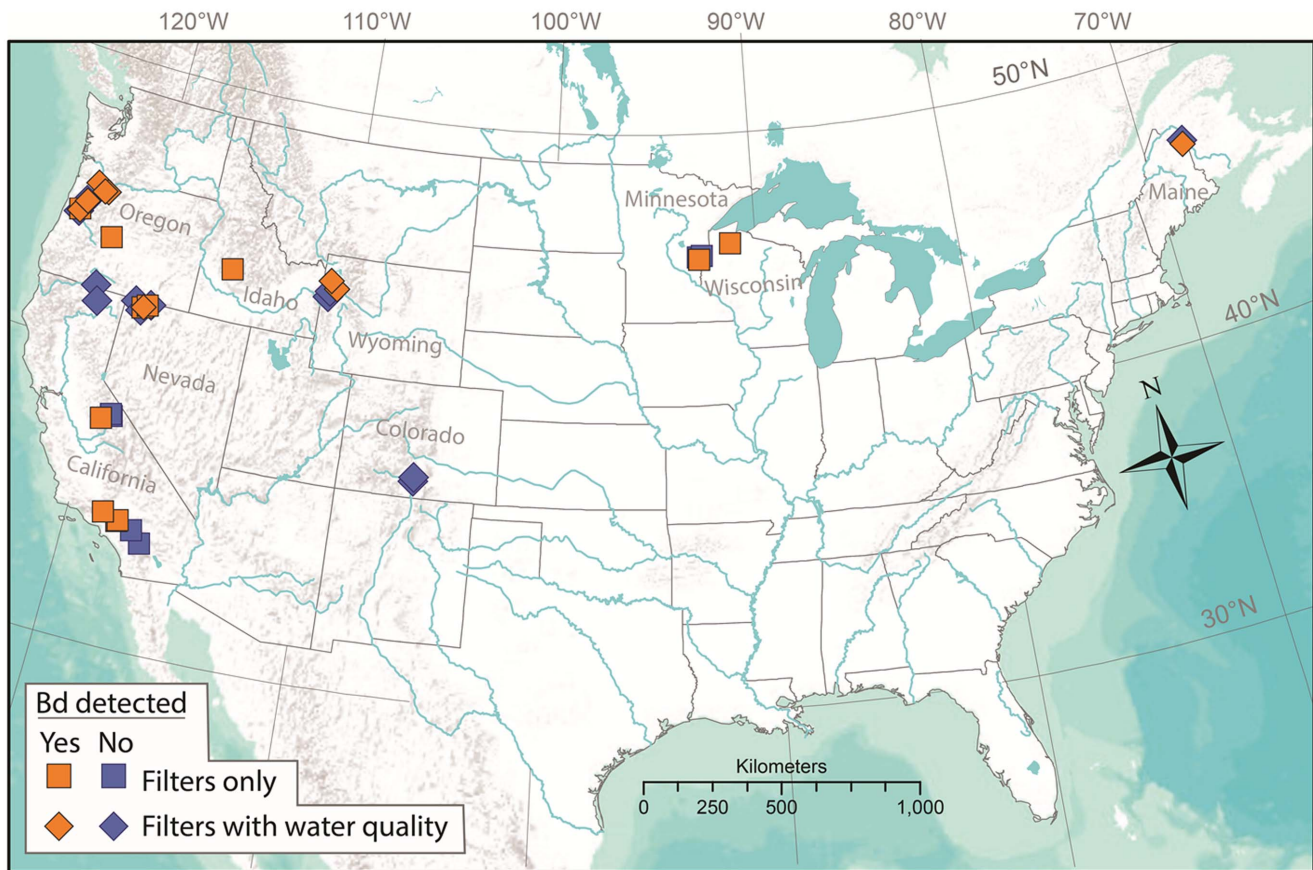 120°W 110°W 100°W 90°W 80°W 70°W
50°N
Minnesota
Maine
Oregon
Wisconsin
Idaho
40°N
Wyoming
Nevada
N
Colorado
California
30°N
Bd detected
Yes No
Filters only
Filters with water quality
Kilometers
0 250 500 1,000